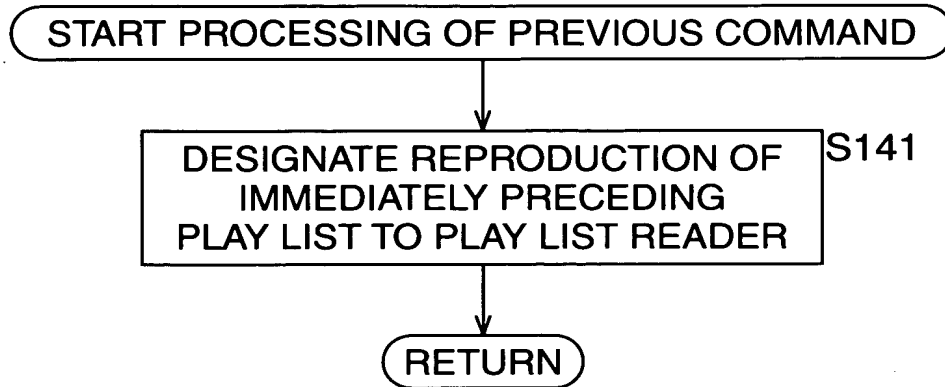 START PROCESSING OF PREVIOUS COMMAND
DESIGNATE REPRODUCTION OF
IMMEDIATELY PRECEDING
PLAY LIST TO PLAY LIST READER
S141
RETURN